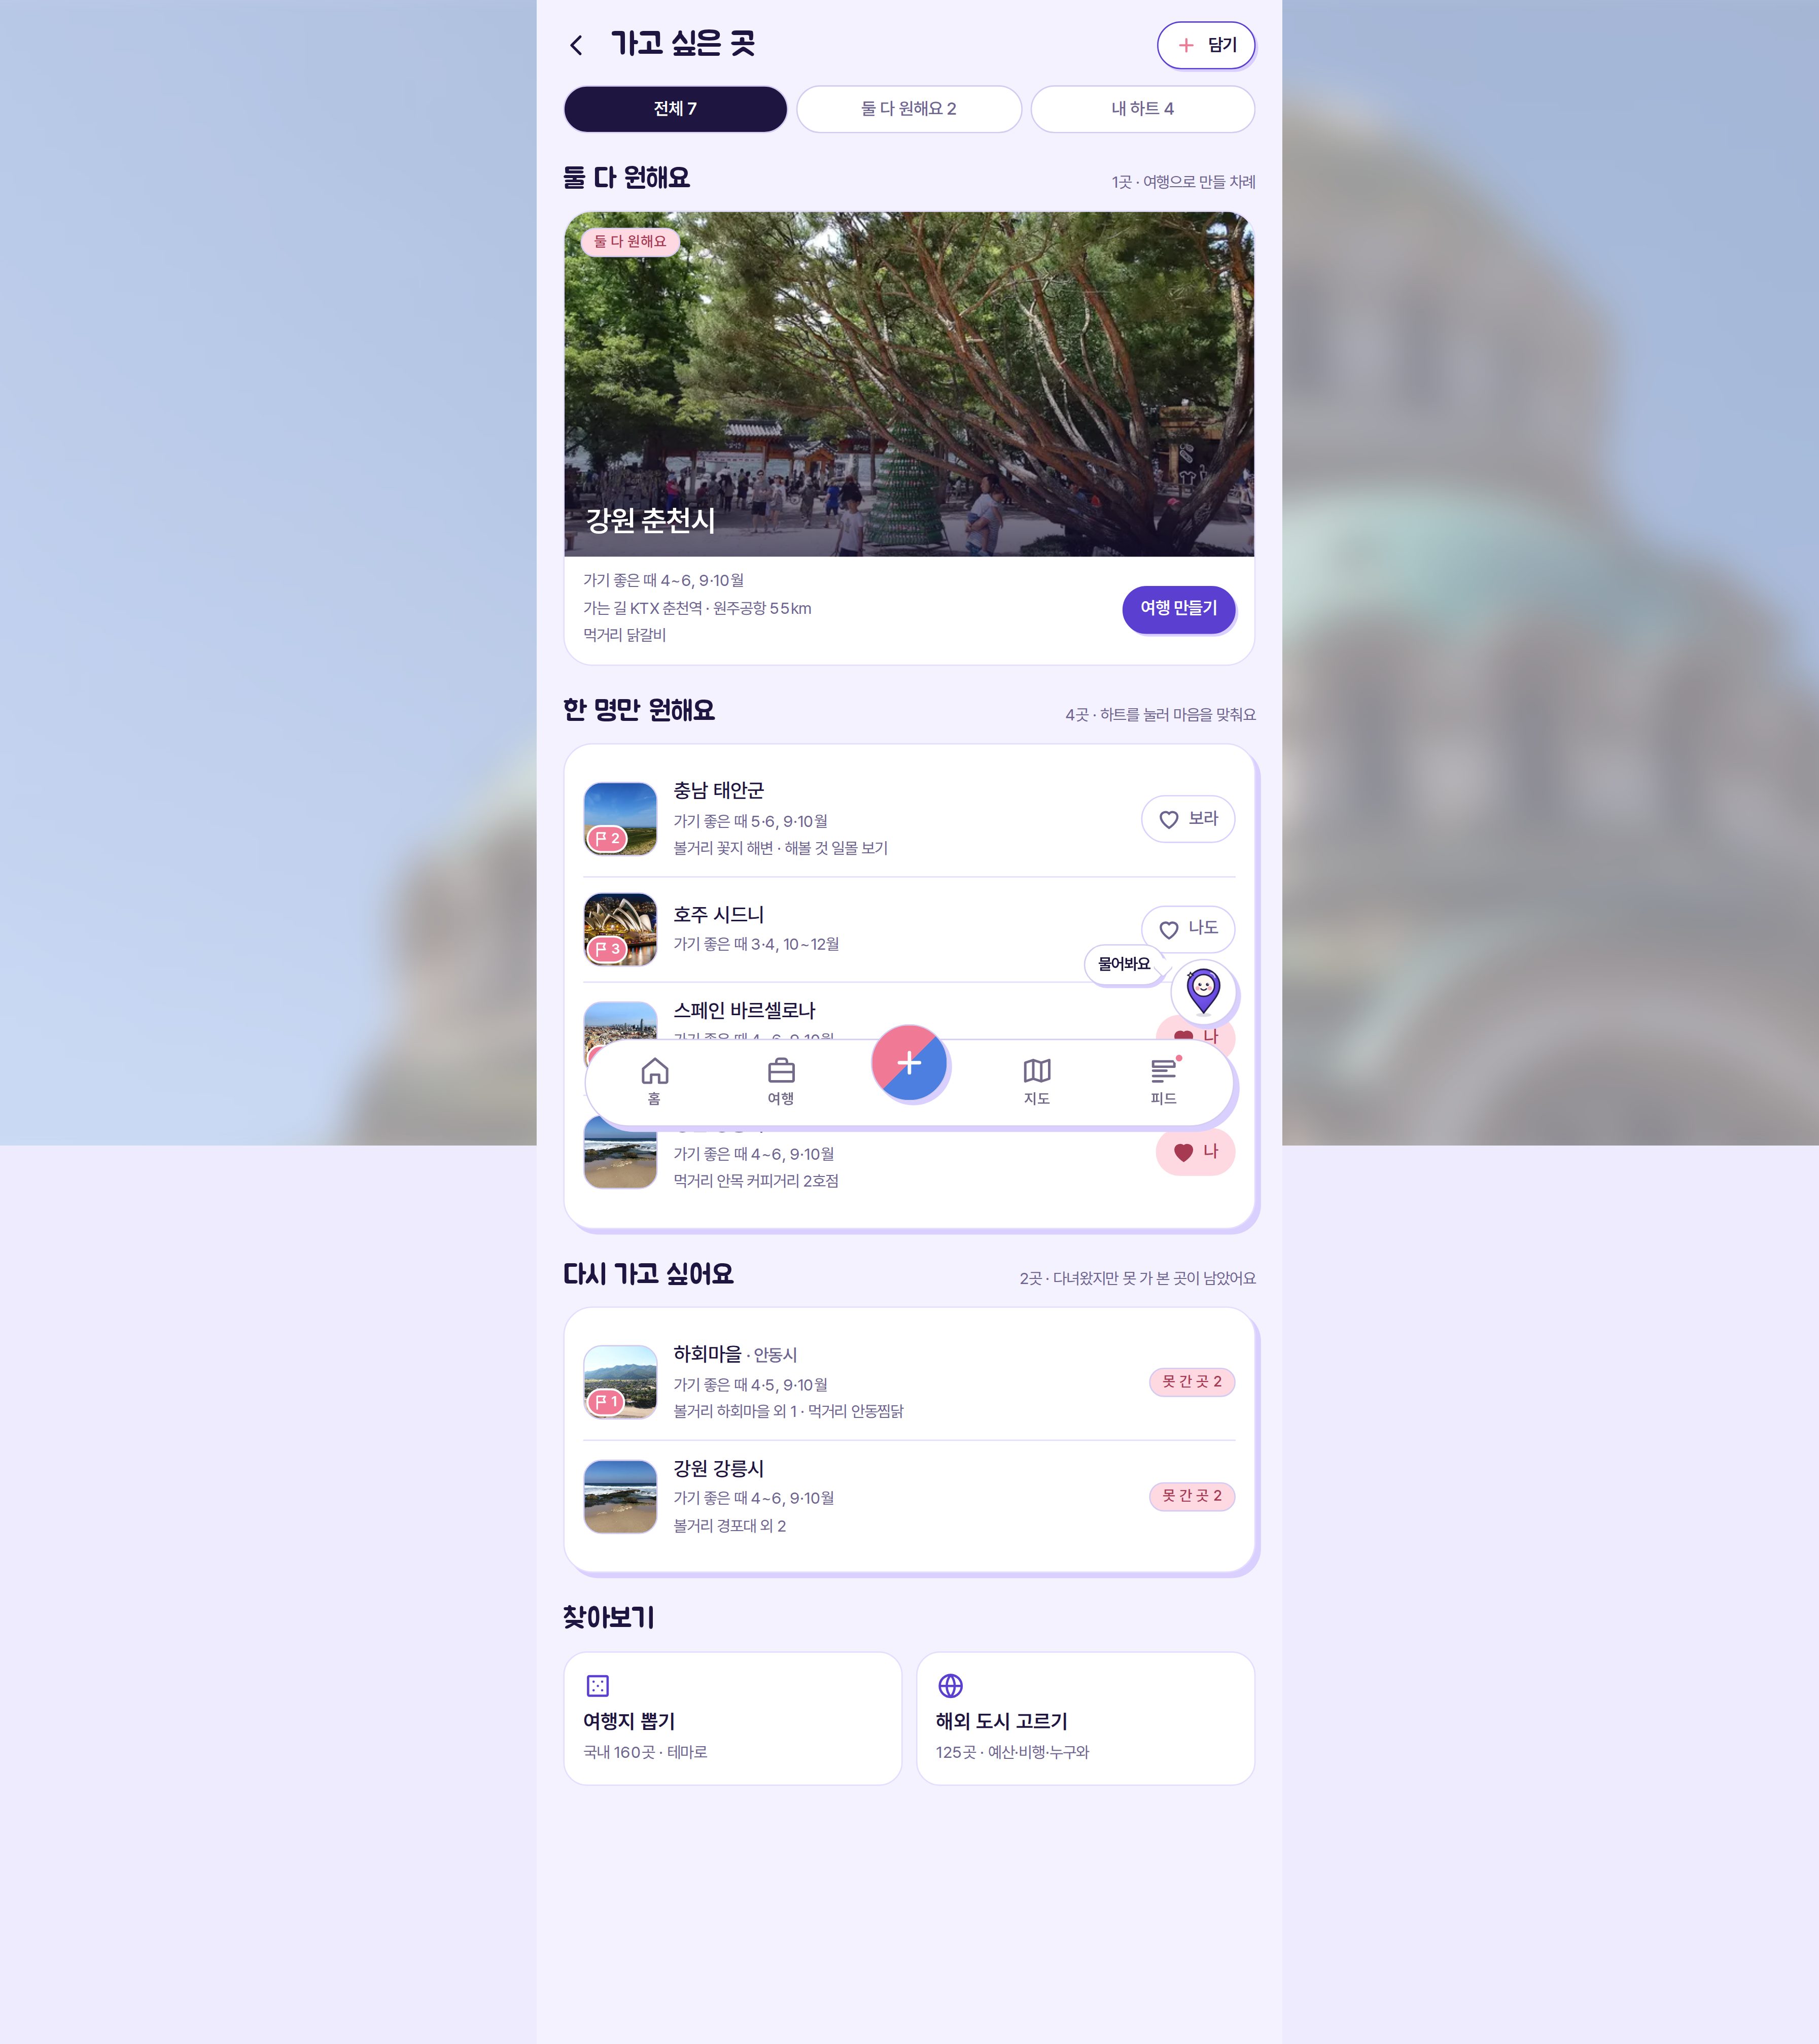 가고 싶은 곳
담기
전체 7
둘 다 원해요 2
내 하트 4
둘 다 원해요
1곳 · 여행으로 만들 차례
둘 다 원해요
강원 춘천시
가기 좋은 때 4~6, 9·10월
가는 길 KTX 춘천역 · 원주공항 55km
먹거리 닭갈비
여행 만들기
한 명만 원해요
4곳 · 하트를 눌러 마음을 맞춰요
충남 태안군
가기 좋은 때 5·6, 9·10월
볼거리 꽃지 해변 · 해볼 것 일몰 보기
2
보라
호주 시드니
가기 좋은 때 3·4, 10~12월
3
나도
물어봐요
스페인 바르셀로나
나
홈
여행
지도
피드
가기 좋은 때 4~6, 9·10월
먹거리 안목 커피거리 2호점
나
다시 가고 싶어요
2곳 · 다녀왔지만 못 가 본 곳이 남았어요
하회마을 · 안동시
가기 좋은 때 4·5, 9·10월
볼거리 하회마을 외 1 · 먹거리 안동찜닭
1
못 간 곳 2
강원 강릉시
가기 좋은 때 4~6, 9·10월
볼거리 경포대 외 2
못 간 곳 2
찾아보기
여행지 뽑기
국내 160곳 · 테마로
해외 도시 고르기
125곳 · 예산·비행·누구와